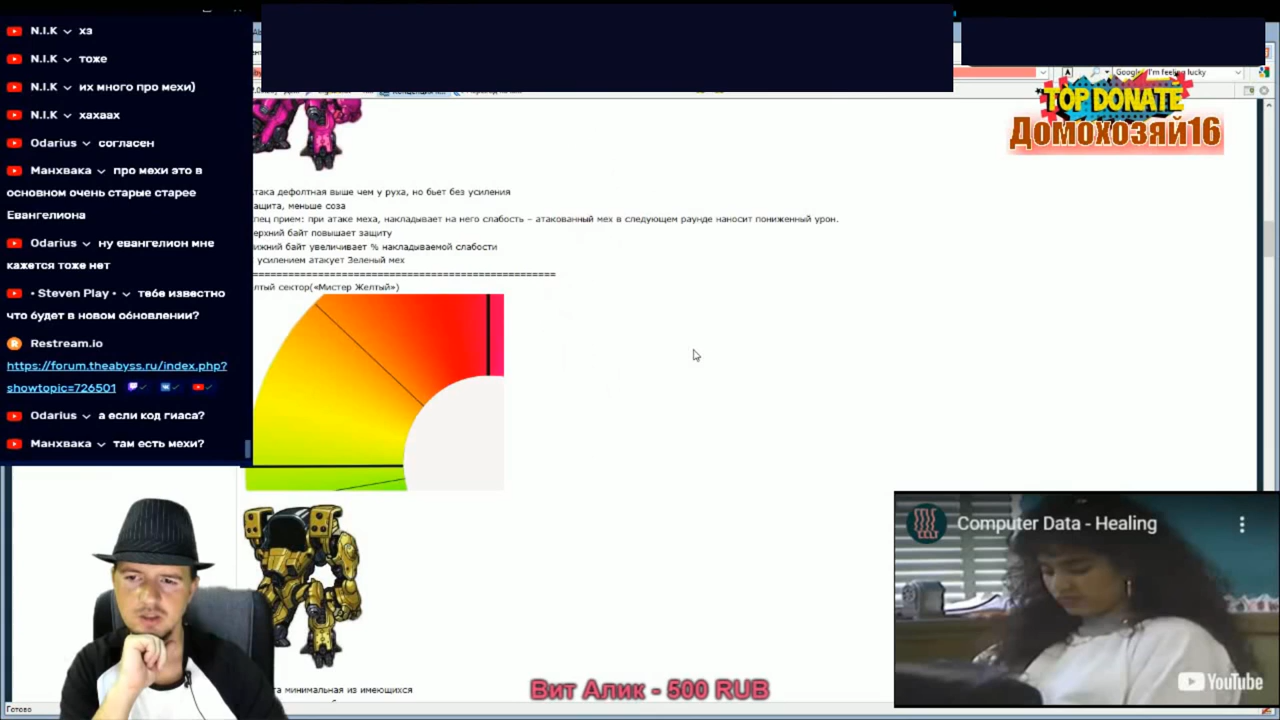 N.I.K хз
N.I.K тоже
N.I.K их много про мехи)
N.I.K хахаах
Odarius согласен
Манхвака про мехи это в
основном очень старые старее
Евангелиона
Odarius ну евангелион мне
кажется тоже нет
• Steven Play • тебе известно
что будет в новом обновлении?
Restream.io
https://forum.theabyss.ru/index.php?
showtopic=726501
Odarius а если код гиаса?
Манхвака там есть мехи?
Google: I'm feeling lucky
TOP DONATE
Домохозяй16
така дефолтная выше чем у руха, но бьет без усиления
ащита, меньше соза
пец прием: при атаке меха, накладывает на него слабость – атакованный мех в следующем раунде наносит пониженный урон.
ерхний байт повышает защиту
ижний байт увеличивает % накладываемой слабости
усилением атакует Зеленый мех
==================================================
лтый сектор(«Мистер Желтый»)
Computer Data - Healing
YouTube
та минимальная из имеющихся
Вит Алик - 500 RUB
Готово